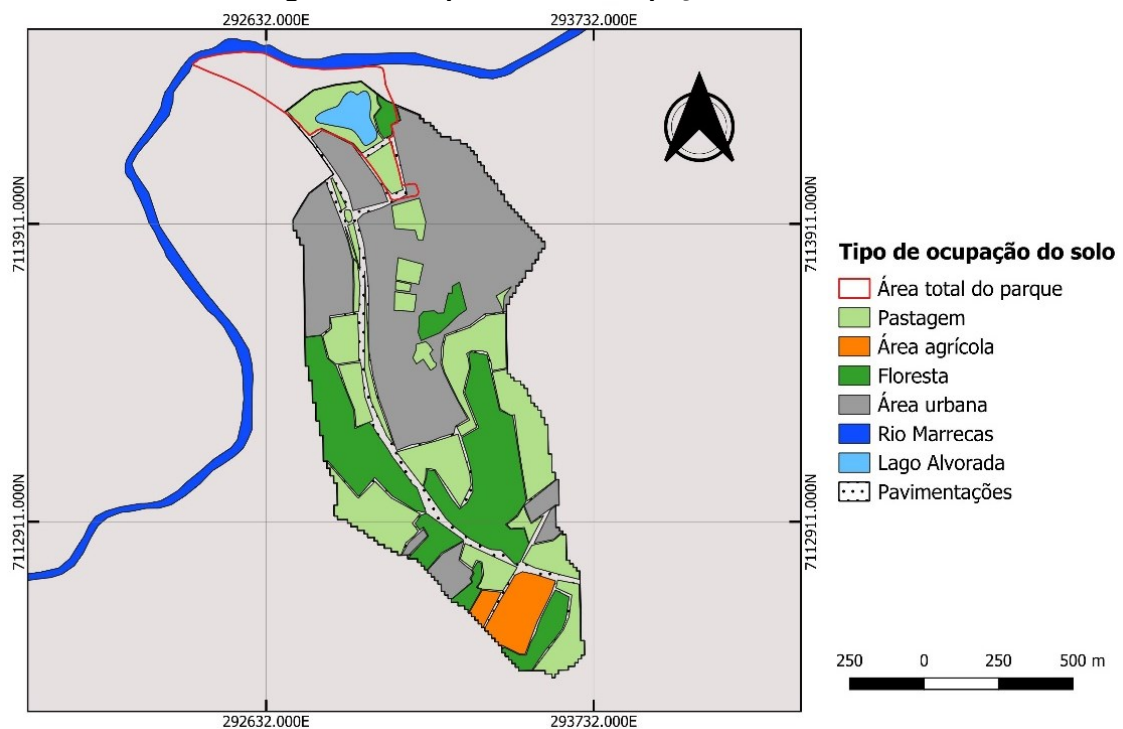 292632.000E 293732.000E
7113911.000N 7113911.000N
7112911.000N 7112911.000N
292632.000E 293732.000E
Tipo de ocupação do solo
Área total do parque
Pastagem
Área agrícola
Floresta
Área urbana
Rio Marrecas
Lago Alvorada
Pavimentações
250 0 250 500 m